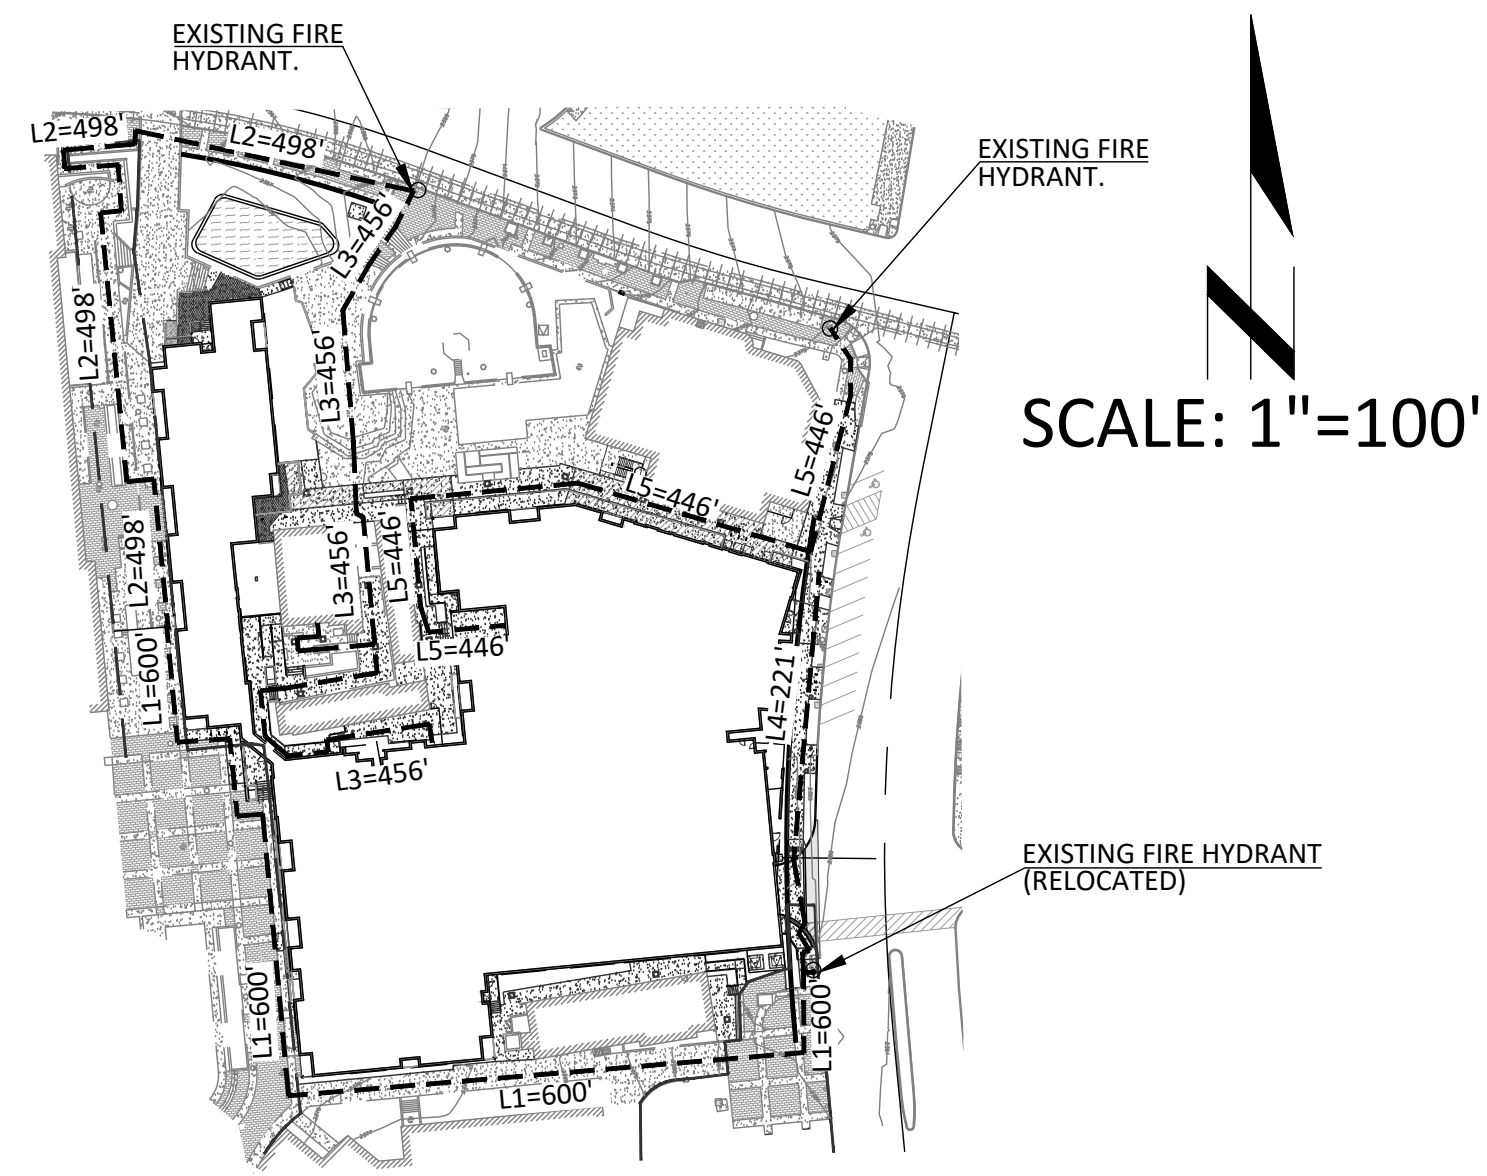 EXISTING FIRE
HYDRANT.
L2=498'
L2=498'
EXISTING FIRE
HYDRANT.
L3=456'
L2=498'
L3=456'
SCALE: 1"=100'
L5=446'
L5=446'
L2=498'
L3=456'
L5=446'
L5=446'
L1=600'
L4=221'
L3=456'
EXISTING FIRE HYDRANT
(RELOCATED)
L1=600'
L1=600'
L1=600'